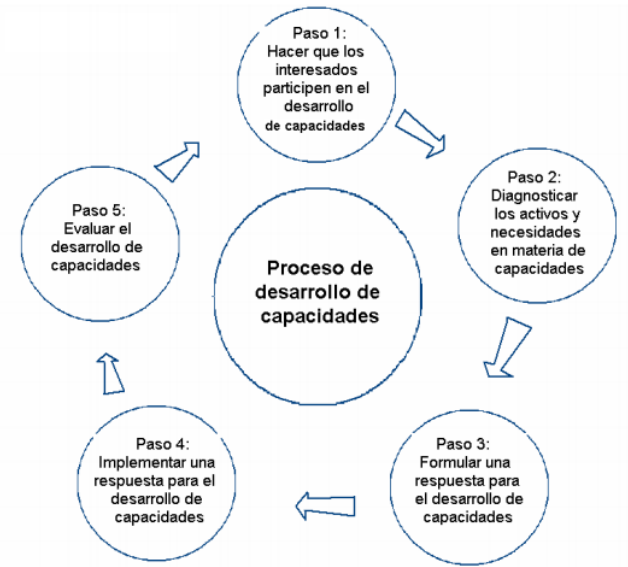 Paso 1:
Hacer que los
interesados
participen en el
desarrollo
de capacidades
Paso 2:
Diagnosticar
los activos y
necesidades
en materia de
capacidades
Paso 5:
Evaluar el
desarrollo de
capacidades
Proceso de
desarrollo de
capacidades
Paso 4:
Implementar una
respuesta para el
desarrollo de
capacidades
Paso 3:
Formular una
respuesta para
el desarrollo de
capacidades